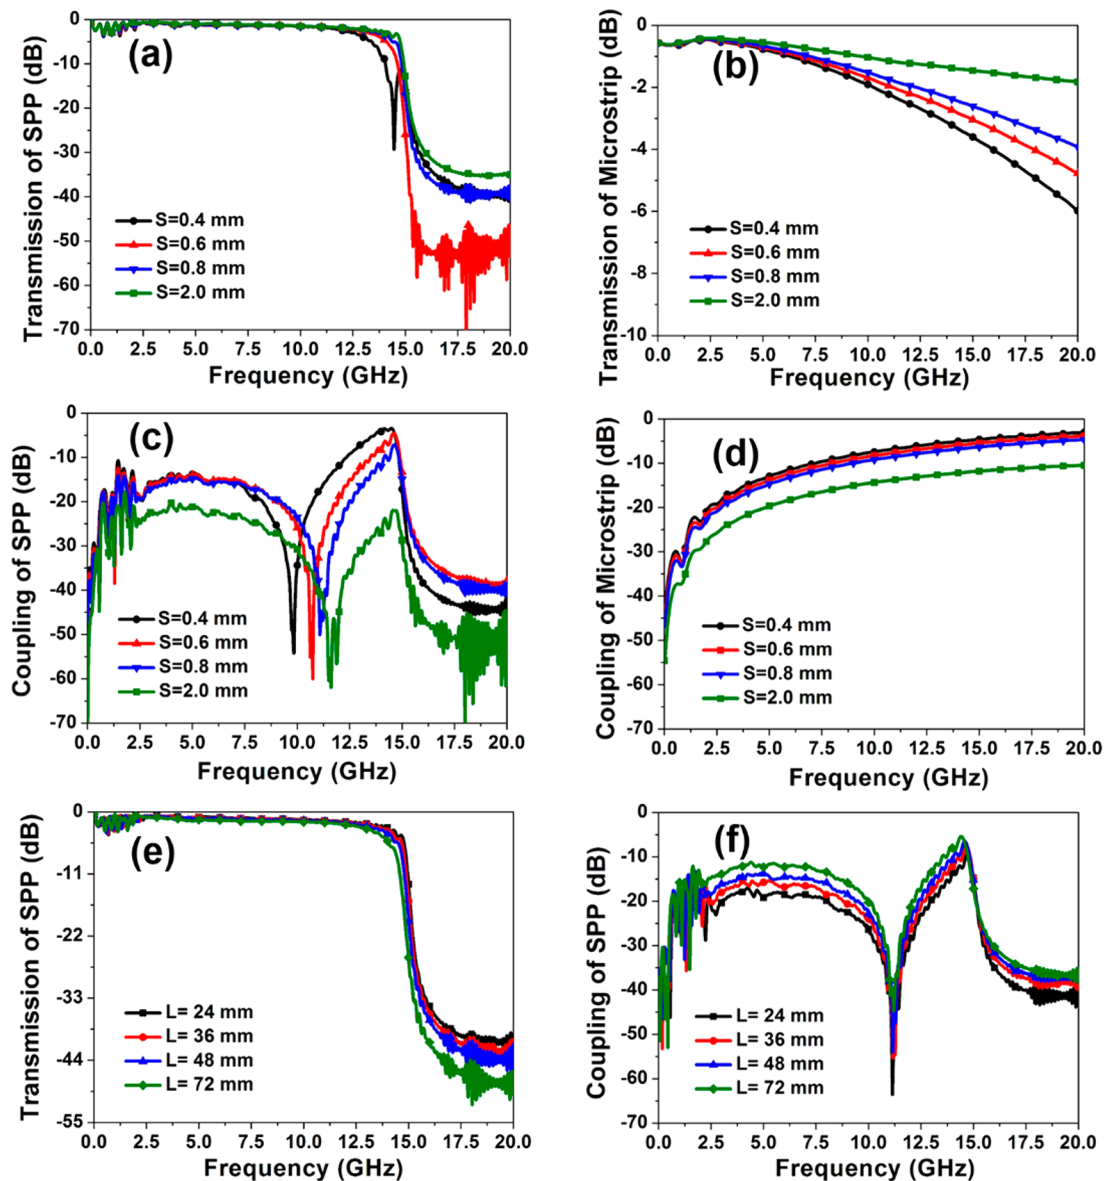 (a)
Transmission of SPP (dB)
0
-10
-20
-30
-40
-50
-60
-70
S=0.4 mm
S=0.6 mm
S=0.8 mm
S=2.0 mm
0.0 2.5 5.0 7.5 10.0 12.5 15.0 17.5 20.0
Frequency (GHz)
(b)
Transmission of Microstrip (dB)
0
-2
-4
-6
-8
-10
S=0.4 mm
S=0.6 mm
S=0.8 mm
S=2.0 mm
0.0 2.5 5.0 7.5 10.0 12.5 15.0 17.5 20.0
Frequency (GHz)
(c)
Coupling of SPP (dB)
0
-10
-20
-30
-40
-50
-60
-70
S=0.4 mm
S=0.6 mm
S=0.8 mm
S=2.0 mm
0.0 2.5 5.0 7.5 10.0 12.5 15.0 17.5 20.0
Frequency (GHz)
(d)
Coupling of Microstrip (dB)
0
-10
-20
-30
-40
-50
-60
-70
S=0.4 mm
S=0.6 mm
S=0.8 mm
S=2.0 mm
0.0 2.5 5.0 7.5 10.0 12.5 15.0 17.5 20.0
Frequency (GHz)
(e)
Transmission of SPP (dB)
0
-11
-22
-33
-44
-55
L= 24 mm
L= 36 mm
L= 48 mm
L= 72 mm
0.0 2.5 5.0 7.5 10.0 12.5 15.0 17.5 20.0
Frequency (GHz)
(f)
Coupling of SPP (dB)
0
-10
-20
-30
-40
-50
-60
-70
L= 24 mm
L= 36 mm
L= 48 mm
L= 72 mm
0.0 2.5 5.0 7.5 10.0 12.5 15.0 17.5 20.0
Frequency (GHz)